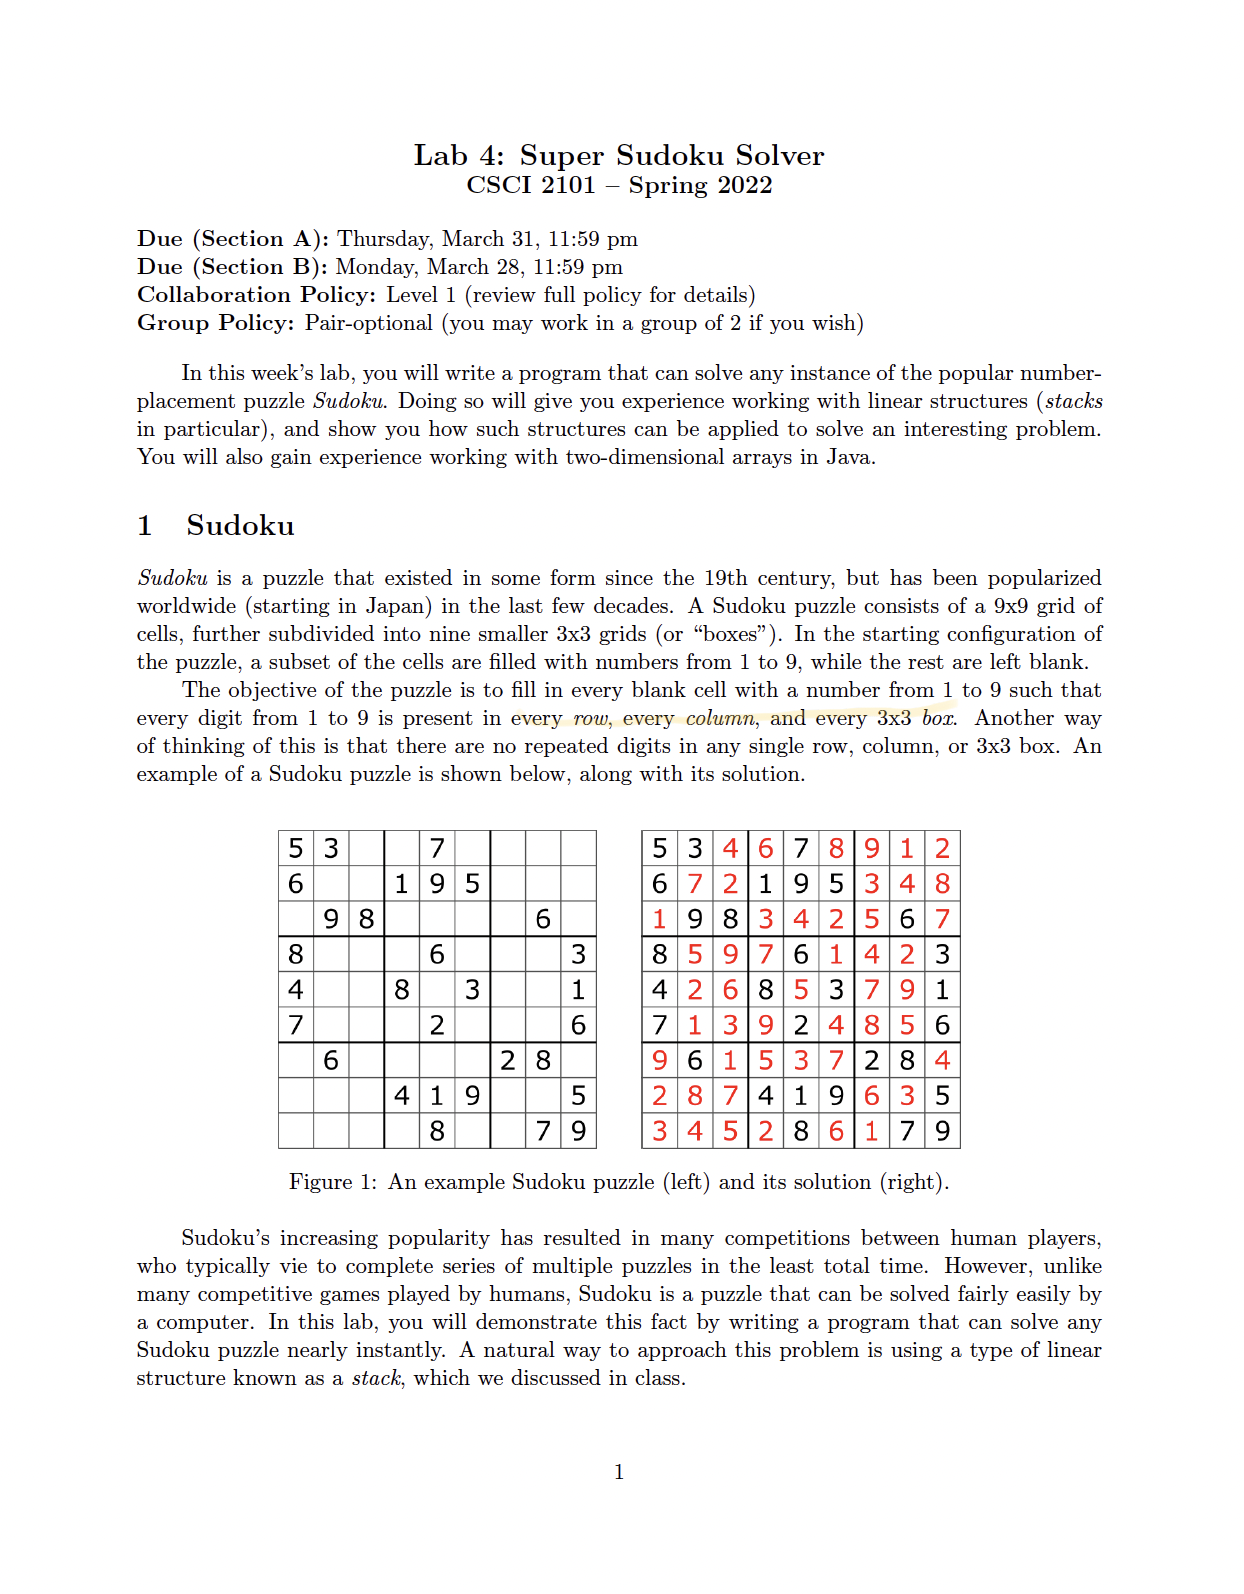 Lab 4: Super Sudoku Solver
CSCI 2101 – Spring 2022
Due (Section A): Thursday, March 31, 11:59 pm
Due (Section B): Monday, March 28, 11:59 pm
Collaboration Policy: Level 1 (review full policy for details)
Group Policy: Pair-optional (you may work in a group of 2 if you wish)
In this week's lab, you will write a program that can solve any instance of the popular number-
placement puzzle Sudoku. Doing so will give you experience working with linear structures (stacks
in particular), and show you how such structures can be applied to solve an interesting problem.
You will also gain experience working with two-dimensional arrays in Java.
1 Sudoku
Sudoku is a puzzle that existed in some form since the 19th century, but has been popularized
worldwide (starting in Japan) in the last few decades. A Sudoku puzzle consists of a 9x9 grid of
cells, further subdivided into nine smaller 3x3 grids (or “boxes”). In the starting configuration of
the puzzle, a subset of the cells are filled with numbers from 1 to 9, while the rest are left blank.
The objective of the puzzle is to fill in every blank cell with a number from 1 to 9 such that
every digit from 1 to 9 is present in every row, every column, and every 3x3 box. Another way
of thinking of this is that there are no repeated digits in any single row, column, or 3x3 box. An
example of a Sudoku puzzle is shown below, along with its solution.
5 3 7
6 1 9 5
9 8 6
8 6 3
4 8 3 1
7 2 6
6 2 8
4 1 9 5
8 7 9
5 3 4 6 7 8 9 1 2
6 7 2 1 9 5 3 4 8
1 9 8 3 4 2 5 6 7
8 5 9 7 6 1 4 2 3
4 2 6 8 5 3 7 9 1
7 1 3 9 2 4 8 5 6
9 6 1 5 3 7 2 8 4
2 8 7 4 1 9 6 3 5
3 4 5 2 8 6 1 7 9
Figure 1: An example Sudoku puzzle (left) and its solution (right).
Sudoku's increasing popularity has resulted in many competitions between human players,
who typically vie to complete series of multiple puzzles in the least total time. However, unlike
many competitive games played by humans, Sudoku is a puzzle that can be solved fairly easily by
a computer. In this lab, you will demonstrate this fact by writing a program that can solve any
Sudoku puzzle nearly instantly. A natural way to approach this problem is using a type of linear
structure known as a stack, which we discussed in class.
1